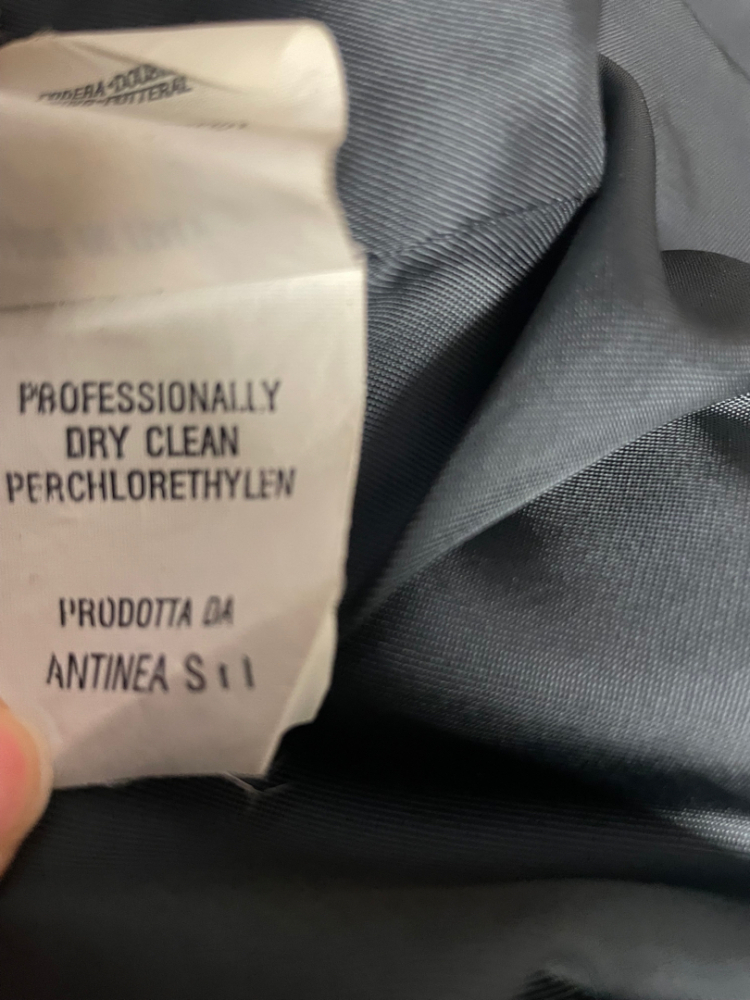 PROFESSIONALLY
DRY CLEAN
PERCHLORETHYLEN
PRODOTTA DA
ANTINEA S r l